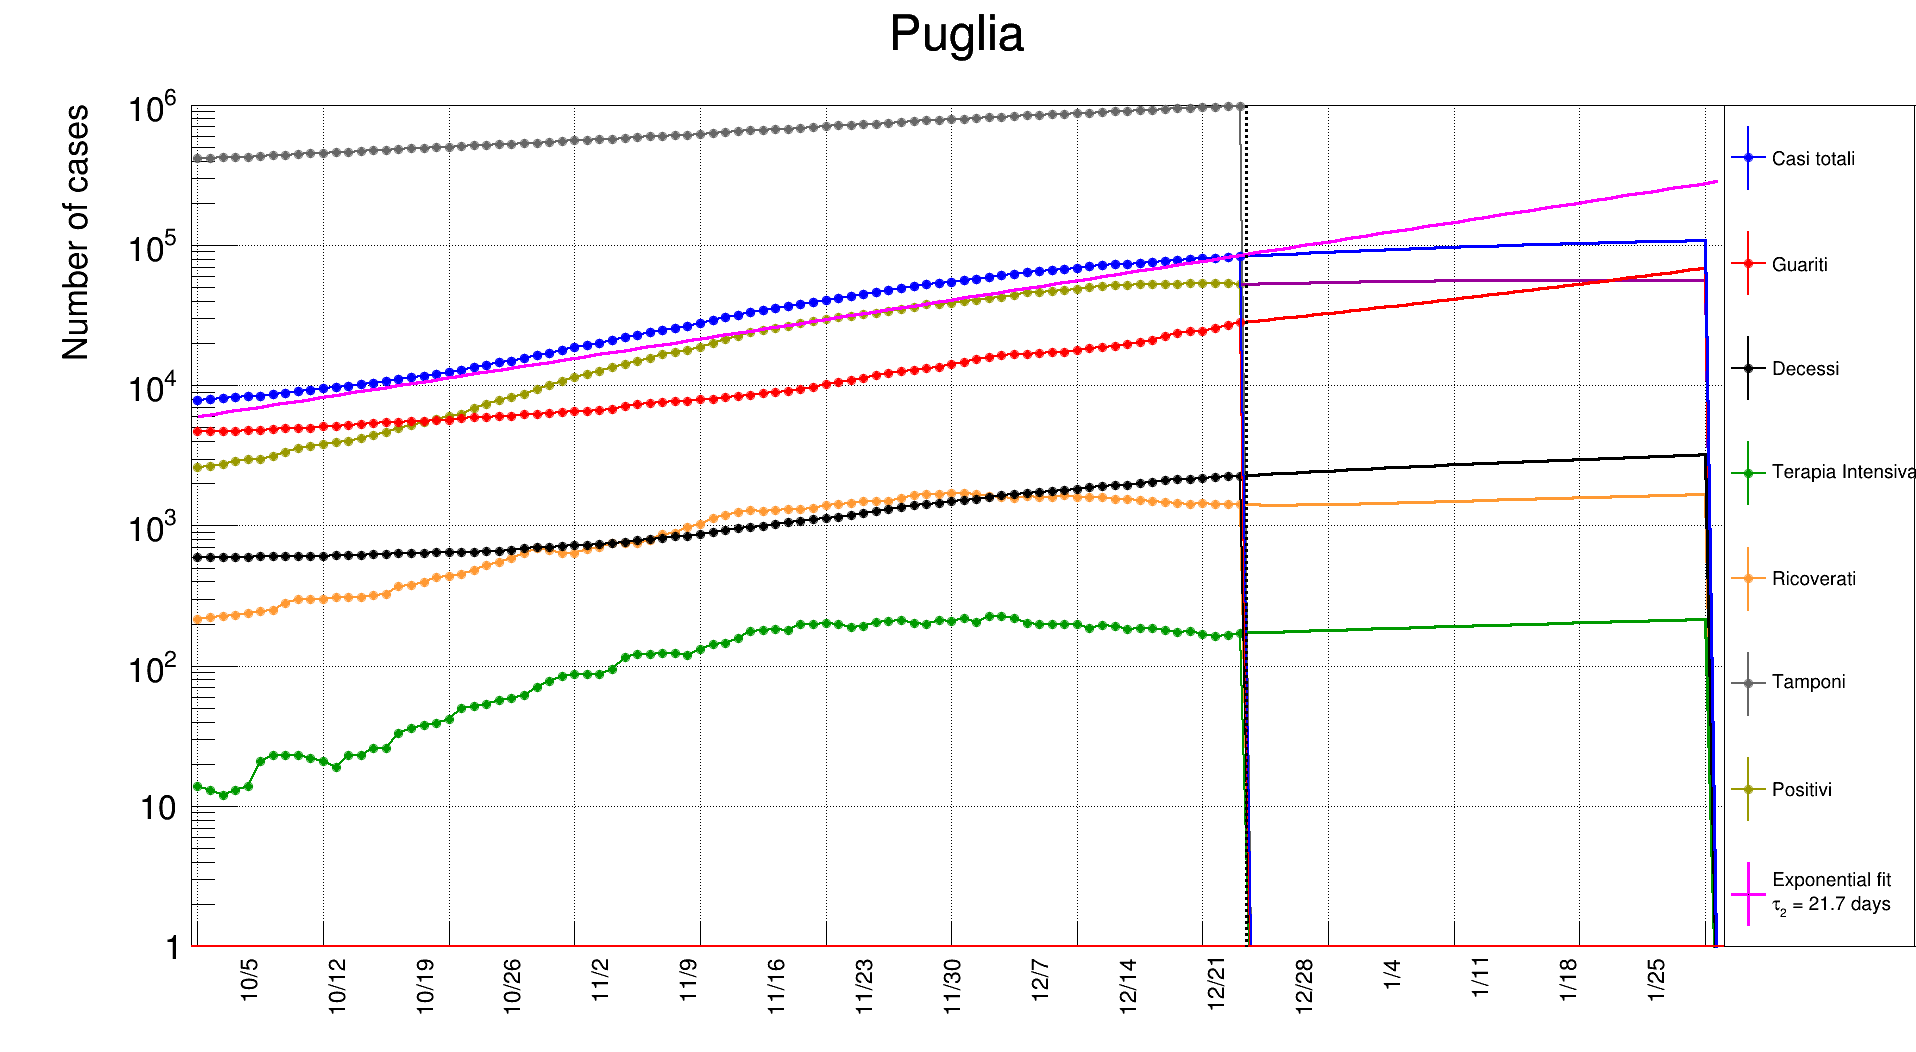 Puglia
Number of cases
10^6
10^5
10^4
10^3
10^2
10
1
10/5
10/12
10/19
10/26
11/2
11/9
11/16
11/23
11/30
12/7
12/14
12/21
12/28
1/4
1/11
1/18
1/25
Casi totali
Guariti
Decessi
Terapia Intensiva
Ricoverati
Tamponi
Positivi
Exponential fit
τ_2 = 21.7 days